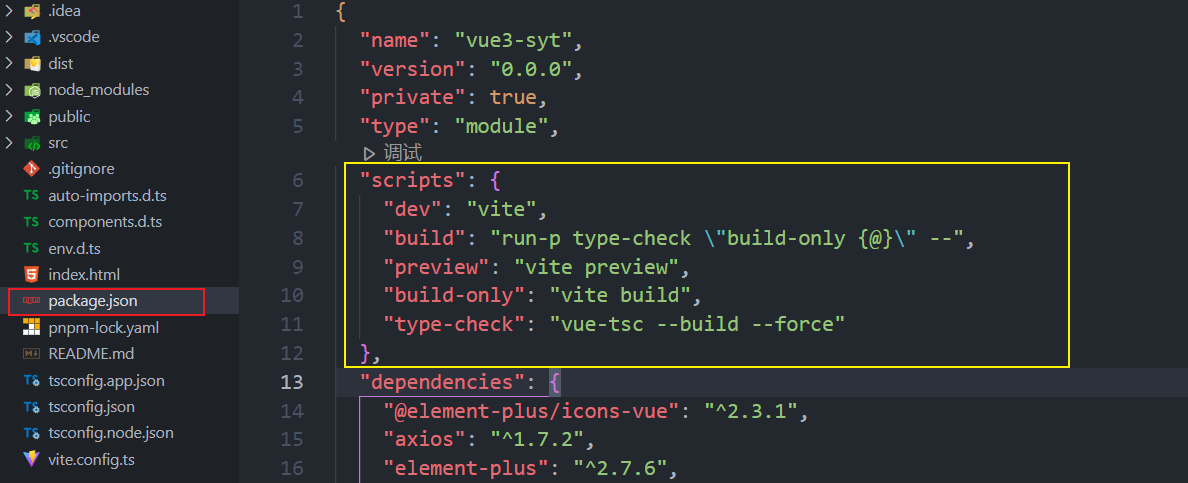 .idea
.vscode
dist
node_modules
public
src
.gitignore
TS auto-imports.d.ts
TS components.d.ts
TS env.d.ts
index.html
package.json
pnpm-lock.yaml
README.md
TS tsconfig.app.json
TS tsconfig.json
TS tsconfig.node.json
vite.config.ts
1 {
2 "name": "vue3-syt",
3 "version": "0.0.0",
4 "private": true,
5 "type": "module",
调试
6 "scripts": {
7 "dev": "vite",
8 "build": "run-p type-check \"build-only {@}\" --",
9 "preview": "vite preview",
10 "build-only": "vite build",
11 "type-check": "vue-tsc --build --force"
12 },
13 "dependencies": {
14 "@element-plus/icons-vue": "^2.3.1",
15 "axios": "^1.7.2",
16 "element-plus": "^2.7.6",